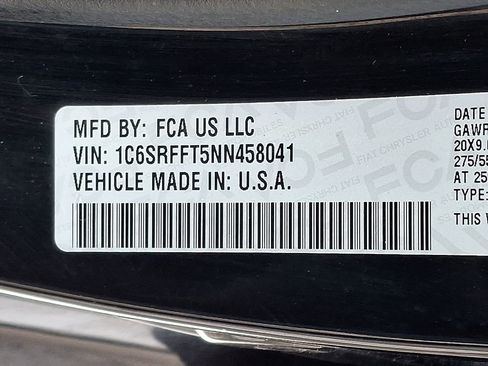 MFD BY: FCA US LLC
VIN: 1C6SRFFT5NN458041
VEHICLE MADE IN: U.S.A.
DATE
GAWR
20X9.
275/55
AT 25
TYPE:
THIS